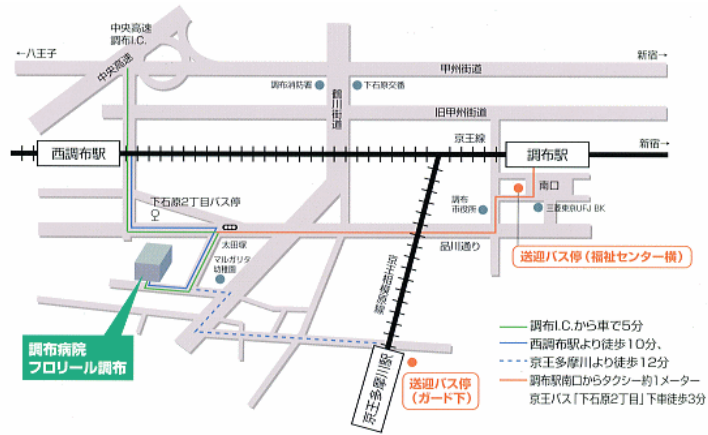 中央高速
調布I.C.
←八王子
新宿→
中央高速
甲州街道
調布消防署
下石原交番
鶴川街道
旧甲州街道
京王線
西調布駅
調布駅
新宿→
南口
下石原2丁目バス停
調布
市役所
三菱東京UFJ BK
太田塚
品川通り
マルガリタ
幼稚園
送迎バス停(福祉センター横)
京王相模原線
調布病院
フロリール調布
京王多摩川駅
送迎バス停
(ガード下)
調布I.C.から車で5分
西調布駅より徒歩10分、
京王多摩川より徒歩12分
調布駅南口からタクシー約1メーター
京王バス「下石原2丁目」下車徒歩3分